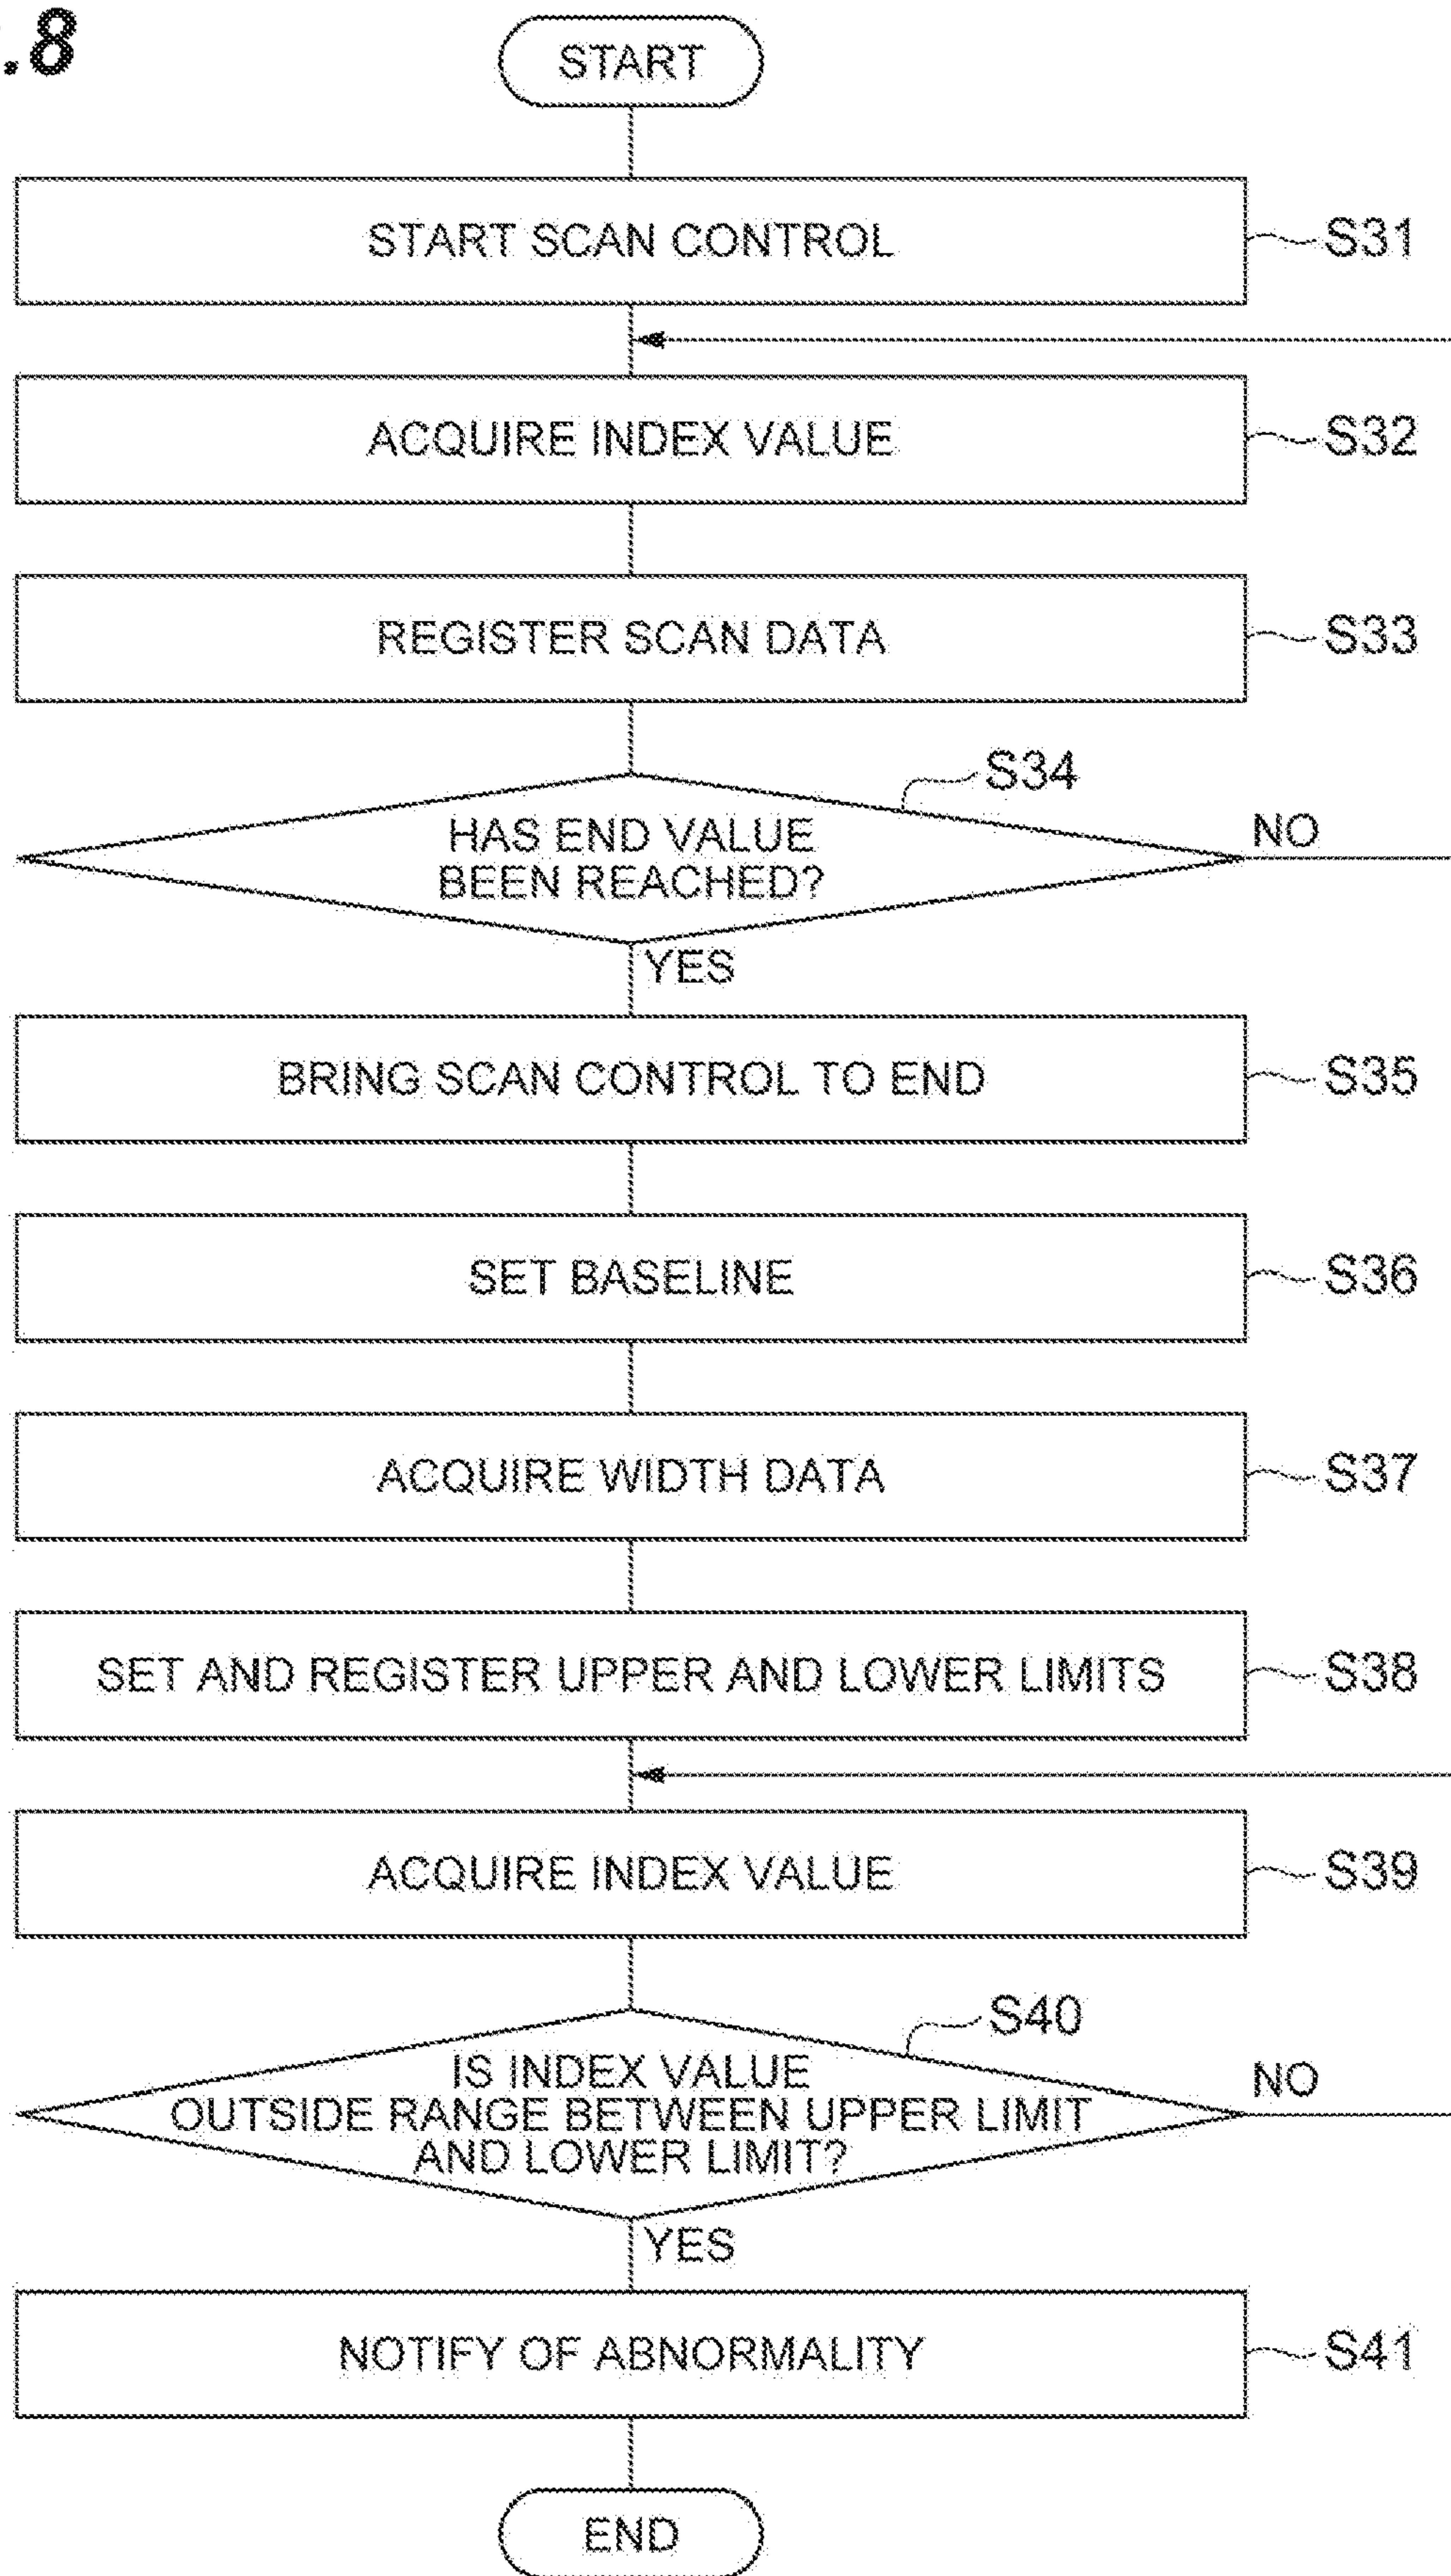 .8
START
START SCAN CONTROL
S31
ACQUIRE INDEX VALUE
S32
REGISTER SCAN DATA
S33
S34
HAS END VALUE
BEEN REACHED?
NO
YES
BRING SCAN CONTROL TO END
S35
SET BASELINE
S36
ACQUIRE WIDTH DATA
S37
SET AND REGISTER UPPER AND LOWER LIMITS
S38
ACQUIRE INDEX VALUE
S39
S40
IS INDEX VALUE
OUTSIDE RANGE BETWEEN UPPER LIMIT
AND LOWER LIMIT?
NO
YES
NOTIFY OF ABNORMALITY
S41
END